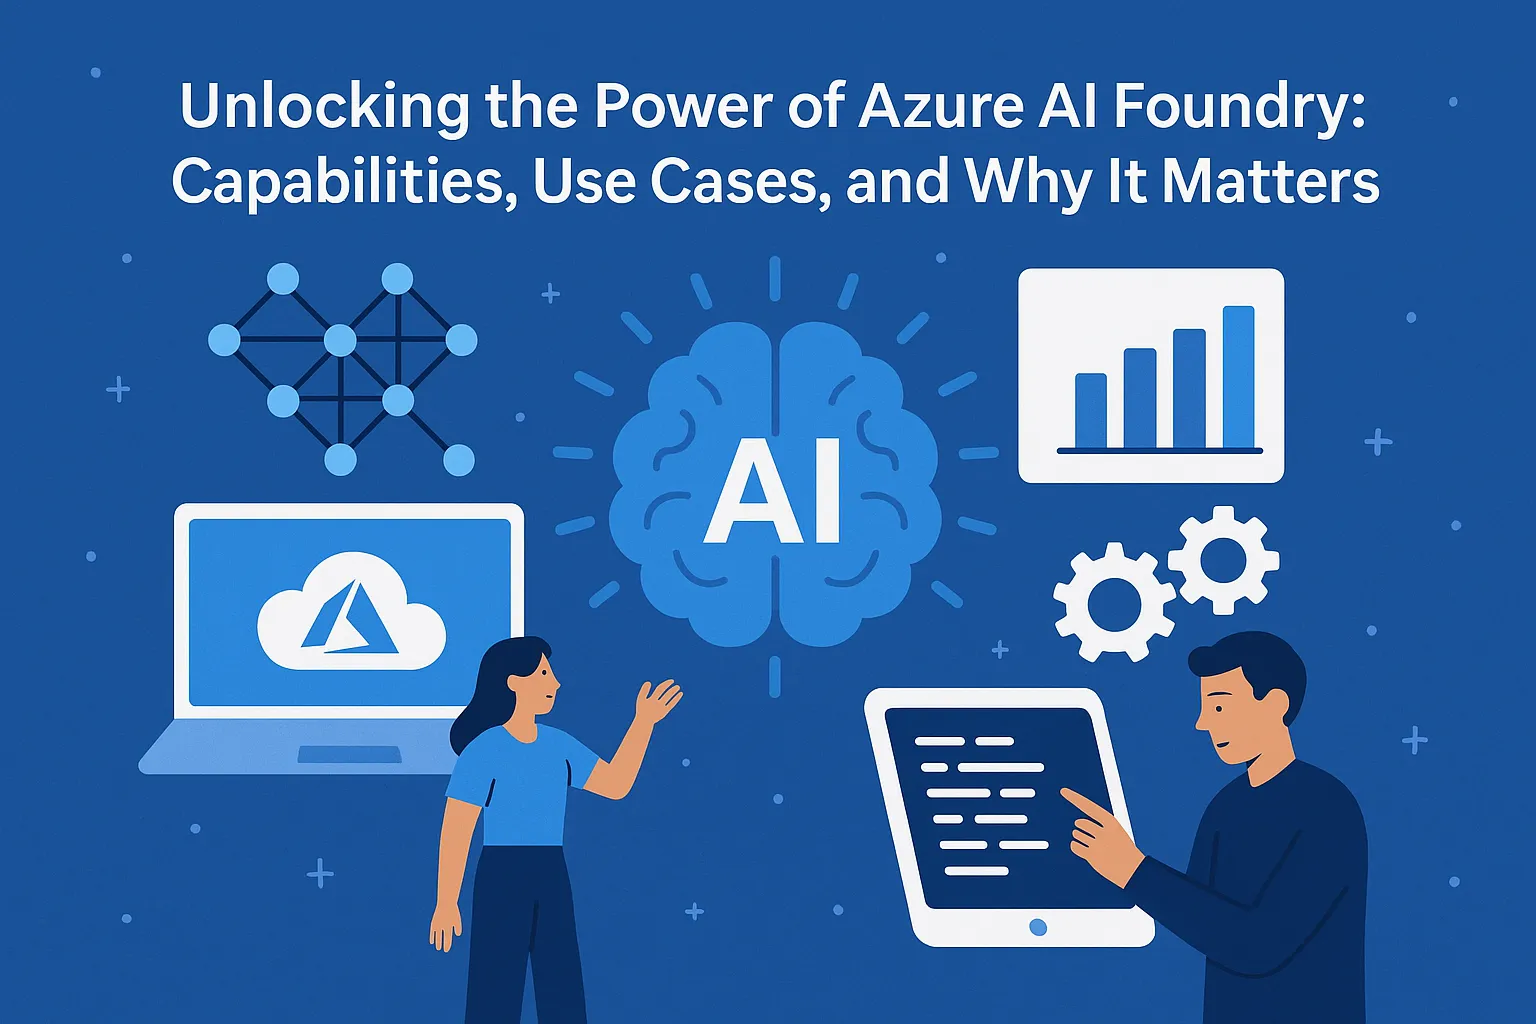 Unlocking the Power of Azure AI Foundry:
Capabilities, Use Cases, and Why It Matters
AI